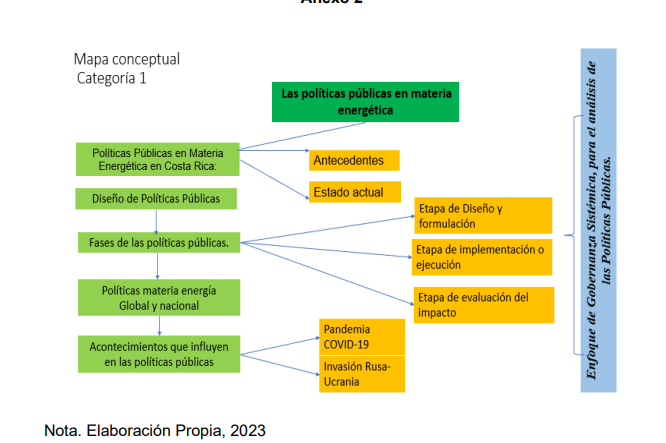 Anexo 2
Mapa conceptual
Categoría 1
Las políticas públicas en materia
energética
Políticas Públicas en Materia
Energética en Costa Rica:
Antecedentes
Estado actual
Diseño de Políticas Públicas
Fases de las políticas públicas.
Etapa de Diseño y
formulación
Etapa de implementación o
ejecución
Etapa de evaluación del
impacto
Políticas materia energía
Global y nacional
Acontecimientos que influyen
en las políticas públicas
Pandemia
COVID-19
Invasión Rusa-
Ucrania
Enfoque de Gobernanza Sistémica, para el análisis de
las Políticas Públicas.
Nota. Elaboración Propia, 2023